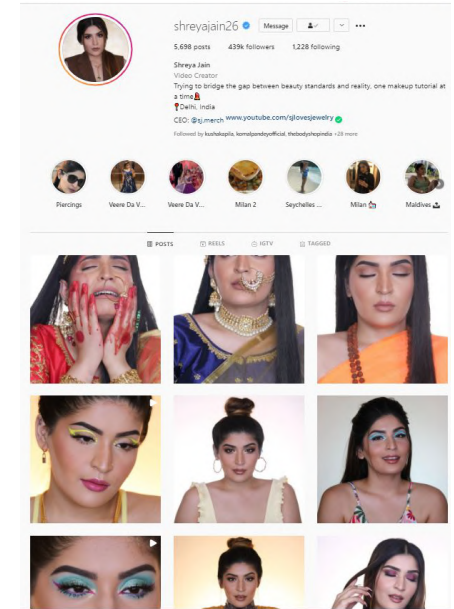 shreyajain26 Message
5,698 posts 439k followers 1,228 following
Shreya Jain
Video Creator
Trying to bridge the gap between beauty standards and reality, one makeup tutorial at
a time💄
📍Delhi, India
CEO: @sj.merch www.youtube.com/sjlovesjewelry
Followed by kushakapila, komalpandeyofficial, thebodyshopindia +28 more
Piercings Veere Da V... Veere Da V... Milan 2 Seychelles ... Milan Maldives
POSTS REELS IGTV TAGGED